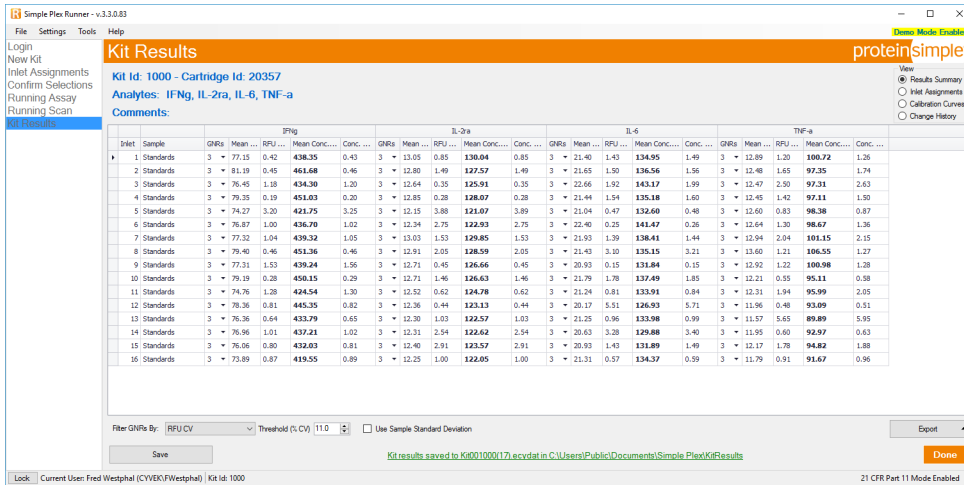 Simple Plex Runner - v.3.3.0.83
File Settings Tools Help
Demo Mode Enable
Login
New Kit
Inlet Assignments
Confirm Selections
Running Assay
Running Scan
Kit Results
Kit Results
proteinsimple
Kit Id: 1000 - Cartridge Id: 20357
Analytes: IFNg, IL-2ra, IL-6, TNF-a
Comments:
View
Results Summary
Inlet Assignments
Calibration Curves
Change History
IFNg IL-2ra IL-6 TNF-a
Inlet Sample GNRs Mean ... RFU ... Mean Conc.... Conc. ... GNRs Mean ... RFU ... Mean Conc.... Conc. ... GNRs Mean ... RFU ... Mean Conc.... Conc. ... GNRs Mean ... RFU ... Mean Conc.... Conc. ...
1 Standards 3 77.15 0.42 438.35 0.43 3 13.05 0.85 130.04 0.85 3 21.40 1.43 134.95 1.49 3 12.89 1.20 100.72 1.26
2 Standards 3 81.19 0.45 461.68 0.46 3 12.80 1.49 127.57 1.49 3 21.65 1.50 136.56 1.56 3 12.48 1.65 97.35 1.74
3 Standards 3 76.45 1.18 434.30 1.20 3 12.64 0.35 125.91 0.35 3 22.66 1.92 143.17 1.99 3 12.47 2.50 97.31 2.63
4 Standards 3 79.35 0.19 451.03 0.20 3 12.85 0.28 128.07 0.28 3 21.44 1.54 135.18 1.60 3 12.45 1.42 97.11 1.50
5 Standards 3 74.27 3.20 421.75 3.25 3 12.15 3.88 121.07 3.89 3 21.04 0.47 132.60 0.48 3 12.60 0.83 98.38 0.87
6 Standards 3 76.87 1.00 436.70 1.02 3 12.34 2.75 122.93 2.75 3 22.40 0.25 141.47 0.26 3 12.64 1.30 98.67 1.36
7 Standards 3 77.32 1.04 439.32 1.05 3 13.03 1.53 129.85 1.53 3 21.93 1.39 138.41 1.44 3 12.94 2.04 101.15 2.15
8 Standards 3 79.40 0.46 451.36 0.46 3 12.91 2.05 128.59 2.05 3 21.43 3.10 135.15 3.21 3 13.60 1.21 106.55 1.27
9 Standards 3 77.31 1.53 439.24 1.56 3 12.71 0.45 126.66 0.45 3 20.93 0.15 131.84 0.15 3 12.92 1.22 100.98 1.28
10 Standards 3 79.19 0.28 450.15 0.29 3 12.71 1.46 126.63 1.46 3 21.79 1.78 137.49 1.85 3 12.21 0.55 95.11 0.58
11 Standards 3 74.76 1.28 424.54 1.30 3 12.52 0.62 124.78 0.62 3 21.24 0.81 133.91 0.84 3 12.31 1.94 95.99 2.05
12 Standards 3 78.36 0.81 445.35 0.82 3 12.36 0.44 123.13 0.44 3 20.17 5.51 126.93 5.71 3 11.96 0.48 93.09 0.51
13 Standards 3 76.36 0.64 433.79 0.65 3 12.30 1.03 122.57 1.03 3 21.25 0.96 133.98 0.99 3 11.57 5.65 89.89 5.95
14 Standards 3 76.96 1.01 437.21 1.02 3 12.31 2.54 122.62 2.54 3 20.63 3.28 129.88 3.40 3 11.95 0.60 92.97 0.63
15 Standards 3 76.06 0.80 432.03 0.81 3 12.40 2.91 123.57 2.91 3 20.93 1.43 131.89 1.49 3 12.17 1.78 94.82 1.88
16 Standards 3 73.89 0.87 419.55 0.89 3 12.25 1.00 122.05 1.00 3 21.31 0.57 134.37 0.59 3 11.79 0.91 91.67 0.96
Filter GNRs By: RFU CV Threshold (% CV) 11.0 Use Sample Standard Deviation
Export
Save
Kit results saved to Kit001000(17).ecvdat in C:\Users\Public\Documents\Simple Plex\KitResults
Done
Lock Current User: Fred Westphal (CYVEK\FWestphal) Kit Id: 1000
21 CFR Part 11 Mode Enabled